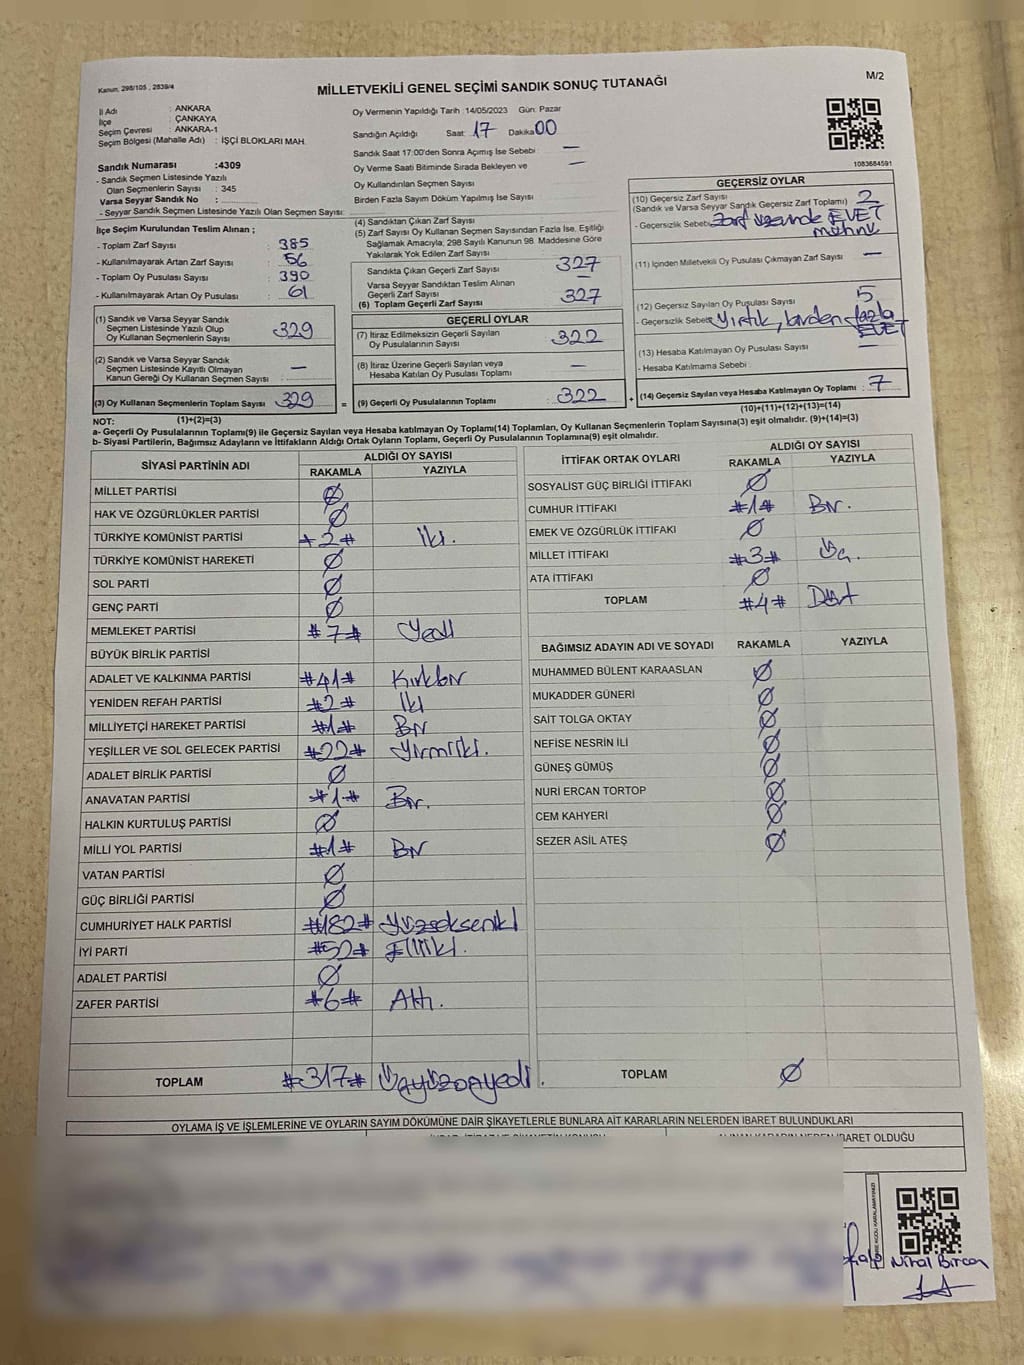 Kanun, 298/105 , 2839/4
MİLLETVEKİLİ GENEL SEÇİMİ SANDIK SONUÇ TUTANAĞI
M/2
İl Adı : ANKARA
İlçe : ÇANKAYA
Seçim Çevresi : ANKARA-1
Seçim Bölgesi (Mahalle Adı) : İŞÇİ BLOKLARI MAH.
Sandık Numarası :4309
- Sandık Seçmen Listesinde Yazılı
Olan Seçmenlerin Sayısı : 345
Varsa Seyyar Sandık No :
- Seyyar Sandık Seçmen Listesinde Yazılı Olan Seçmen Sayısı:
Oy Vermenin Yapıldığı Tarih :14/05/2023 Gün: Pazar
Sandığın Açıldığı Saat: 17 Dakika 00
Sandık Saat 17:00'den Sonra Açımış İse Sebebi : —
Oy Verme Saati Bitiminde Sırada Bekleyen ve —
Oy Kullandırılan Seçmen Sayısı :
Birden Fazla Sayım Döküm Yapılmış İse Sayısı :
1083684591
İlçe Seçim Kurulundan Teslim Alınan ;
- Toplam Zarf Sayısı : 385
- Kullanılmayarak Artan Zarf Sayısı : 56
- Toplam Oy Pusulası Sayısı : 390
- Kullanılmayarak Artan Oy Pusulası : 61
(4) Sandıktan Çıkan Zarf Sayısı
(5) Zarf Sayısı Oy Kullanan Seçmen Sayısından Fazla İse, Eşitliği
Sağlamak Amacıyla, 298 Sayılı Kanunun 98. Maddesine Göre
Yakılarak Yok Edilen Zarf Sayısı
Sandıkta Çıkan Geçerli Zarf Sayısı : 327
Varsa Seyyar Sandıktan Teslim Alınan
Geçerli Zarf Sayısı : —
(6) Toplam Geçerli Zarf Sayısı : 327
GEÇERSİZ OYLAR
(10) Geçersiz Zarf Sayısı 2
(Sandık ve Varsa Seyyar Sandık Geçersiz Zarf Toplamı) :
- Geçersizlik Sebebi: Zarf üzerinde EVET
mührü
(11) İçinden Milletvekili Oy Pusulası Çıkmayan Zarf Sayısı : —
(12) Geçersiz Sayılan Oy Pusulası Sayısı 5
- Geçersizlik Sebebi: Yırtık, birden fazla
EVET
(13) Hesaba Katılmayan Oy Pusulası Sayısı : —
- Hesaba Katılmama Sebebi :
(14) Geçersiz Sayılan veya Hesaba Katılmayan Oy Toplamı : 7
(10)+(11)+(12)+(13)=(14)
(1) Sandık ve Varsa Seyyar Sandık
Seçmen Listesinde Yazılı Olup
Oy Kullanan Seçmenlerin Sayısı : 329
(2) Sandık ve Varsa Seyyar Sandık
Seçmen Listesinde Kayıtlı Olmayan
Kanun Gereği Oy Kullanan Seçmen Sayısı : —
(3) Oy Kullanan Seçmenlerin Toplam Sayısı : 329
(1)+(2)=(3)
GEÇERLİ OYLAR
(7) İtiraz Edilmeksizin Geçerli Sayılan
Oy Pusulalarının Sayısı : 322
(8) İtiraz Üzerine Geçerli Sayılan veya
Hesaba Katılan Oy Pusulası Toplamı : —
= (9) Geçerli Oy Pusulalarının Toplamı : 322 +
NOT:
a- Geçerli Oy Pusulalarının Toplamı(9) ile Geçersiz Sayılan veya Hesaba katılmayan Oy Toplam(14) Toplamları, Oy Kullanan Seçmenlerin Toplam Sayısına(3) eşit olmalıdır. (9)+(14)=(3)
b- Siyasi Partilerin, Bağımsız Adayların ve İttifakların Aldığı Ortak Oyların Toplamı, Geçerli Oy Pusulalarının Toplamına(9) eşit olmalıdır.
SİYASİ PARTİNİN ADI ALDIĞI OY SAYISI
RAKAMLA YAZIYLA
MİLLET PARTİSİ Ø
HAK VE ÖZGÜRLÜKLER PARTİSİ Ø
TÜRKİYE KOMÜNİST PARTİSİ #2# İki.
TÜRKİYE KOMÜNİST HAREKETİ Ø
SOL PARTİ Ø
GENÇ PARTİ Ø
MEMLEKET PARTİSİ #7# Yedi
BÜYÜK BİRLİK PARTİSİ
ADALET VE KALKINMA PARTİSİ #41# Kırkbir
YENİDEN REFAH PARTİSİ #2# İki
MİLLİYETÇİ HAREKET PARTİSİ #1# Bir
YEŞİLLER VE SOL GELECEK PARTİSİ #22# Yirmiiki.
ADALET BİRLİK PARTİSİ Ø
ANAVATAN PARTİSİ #1# Bir.
HALKIN KURTULUŞ PARTİSİ Ø
MİLLİ YOL PARTİSİ #1# Bir
VATAN PARTİSİ Ø
GÜÇ BİRLİĞİ PARTİSİ Ø
CUMHURİYET HALK PARTİSİ #182# Yüzsekseniki
İYİ PARTİ #52# Elliiki.
ADALET PARTİSİ Ø
ZAFER PARTİSİ #6# Altı.
TOPLAM #317# Üçyüzonyedi.
İTTİFAK ORTAK OYLARI ALDIĞI OY SAYISI
RAKAMLA YAZIYLA
SOSYALİST GÜÇ BİRLİĞİ İTTİFAKI Ø
CUMHUR İTTİFAKI #1# Bir.
EMEK VE ÖZGÜRLÜK İTTİFAKI Ø
MİLLET İTTİFAKI #3# Üç.
ATA İTTİFAKI Ø
TOPLAM #4# Dört
BAĞIMSIZ ADAYIN ADI VE SOYADI RAKAMLA YAZIYLA
MUHAMMED BÜLENT KARAASLAN Ø
MUKADDER GÜNERİ Ø
SAİT TOLGA OKTAY Ø
NEFİSE NESRİN İLİ Ø
GÜNEŞ GÜMÜŞ Ø
NURİ ERCAN TORTOP Ø
CEM KAHYERİ Ø
SEZER ASİL ATEŞ Ø
TOPLAM Ø
OYLAMA İŞ VE İŞLEMLERİNE VE OYLARIN SAYIM DÖKÜMÜNE DAİR ŞİKAYETLERLE BUNLARA AİT KARARLARIN NELERDEN İBARET BULUNDUKLARI
İBARET OLDUĞU